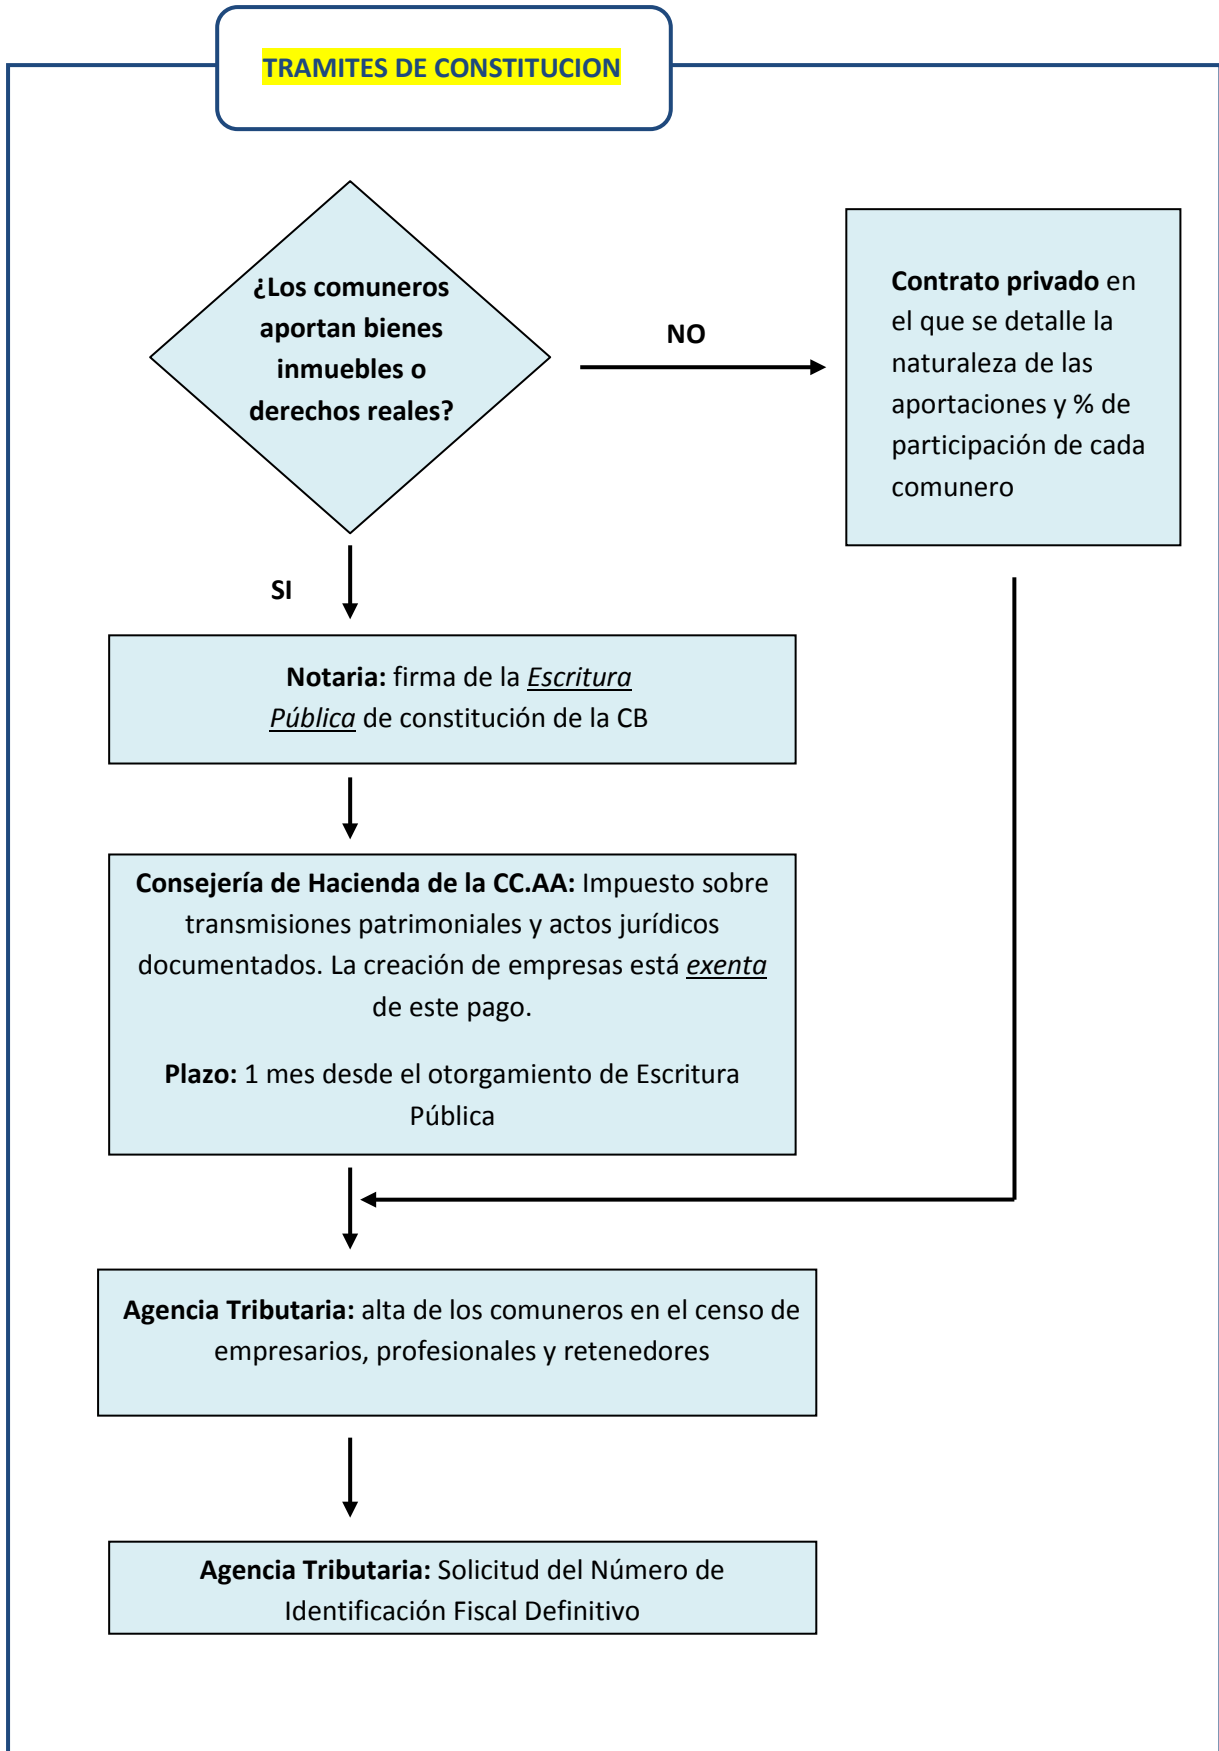 TRAMITES DE CONSTITUCION
¿Los comuneros
aportan bienes
inmuebles o
derechos reales?
NO
Contrato privado en
el que se detalle la
naturaleza de las
aportaciones y % de
participación de cada
comunero
SI
Notaria: firma de la Escritura
Pública de constitución de la CB
Consejería de Hacienda de la CC.AA: Impuesto sobre
transmisiones patrimoniales y actos jurídicos
documentados. La creación de empresas está exenta
de este pago.
Plazo: 1 mes desde el otorgamiento de Escritura
Pública
Agencia Tributaria: alta de los comuneros en el censo de
empresarios, profesionales y retenedores
Agencia Tributaria: Solicitud del Número de
Identificación Fiscal Definitivo